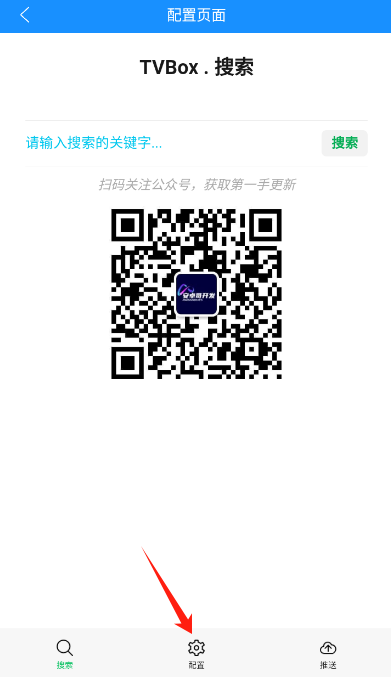 配置页面
TVBox . 搜索
请输入搜索的关键字...
搜索
扫码关注公众号，获取第一手更新
搜索
配置
推送